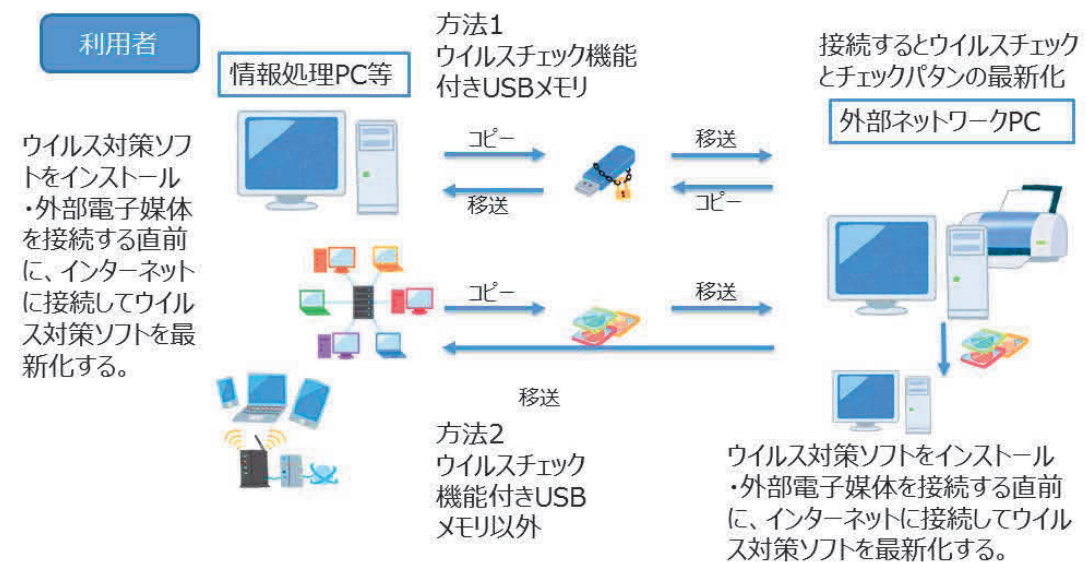 利用者
情報処理PC等
ウイルス対策ソフ
トをインストール
・外部電子媒体
を接続する直前
に、インターネット
に接続してウイル
ス対策ソフトを最
新化する。
方法1
ウイルスチェック機能
付きUSBメモリ
コピー
移送
移送
コピー
接続するとウイルスチェック
とチェックパタンの最新化
外部ネットワークPC
コピー
移送
移送
方法2
ウイルスチェック
機能付きUSB
メモリ以外
ウイルス対策ソフトをインストール
・外部電子媒体を接続する直前
に、インターネットに接続してウイル
ス対策ソフトを最新化する。